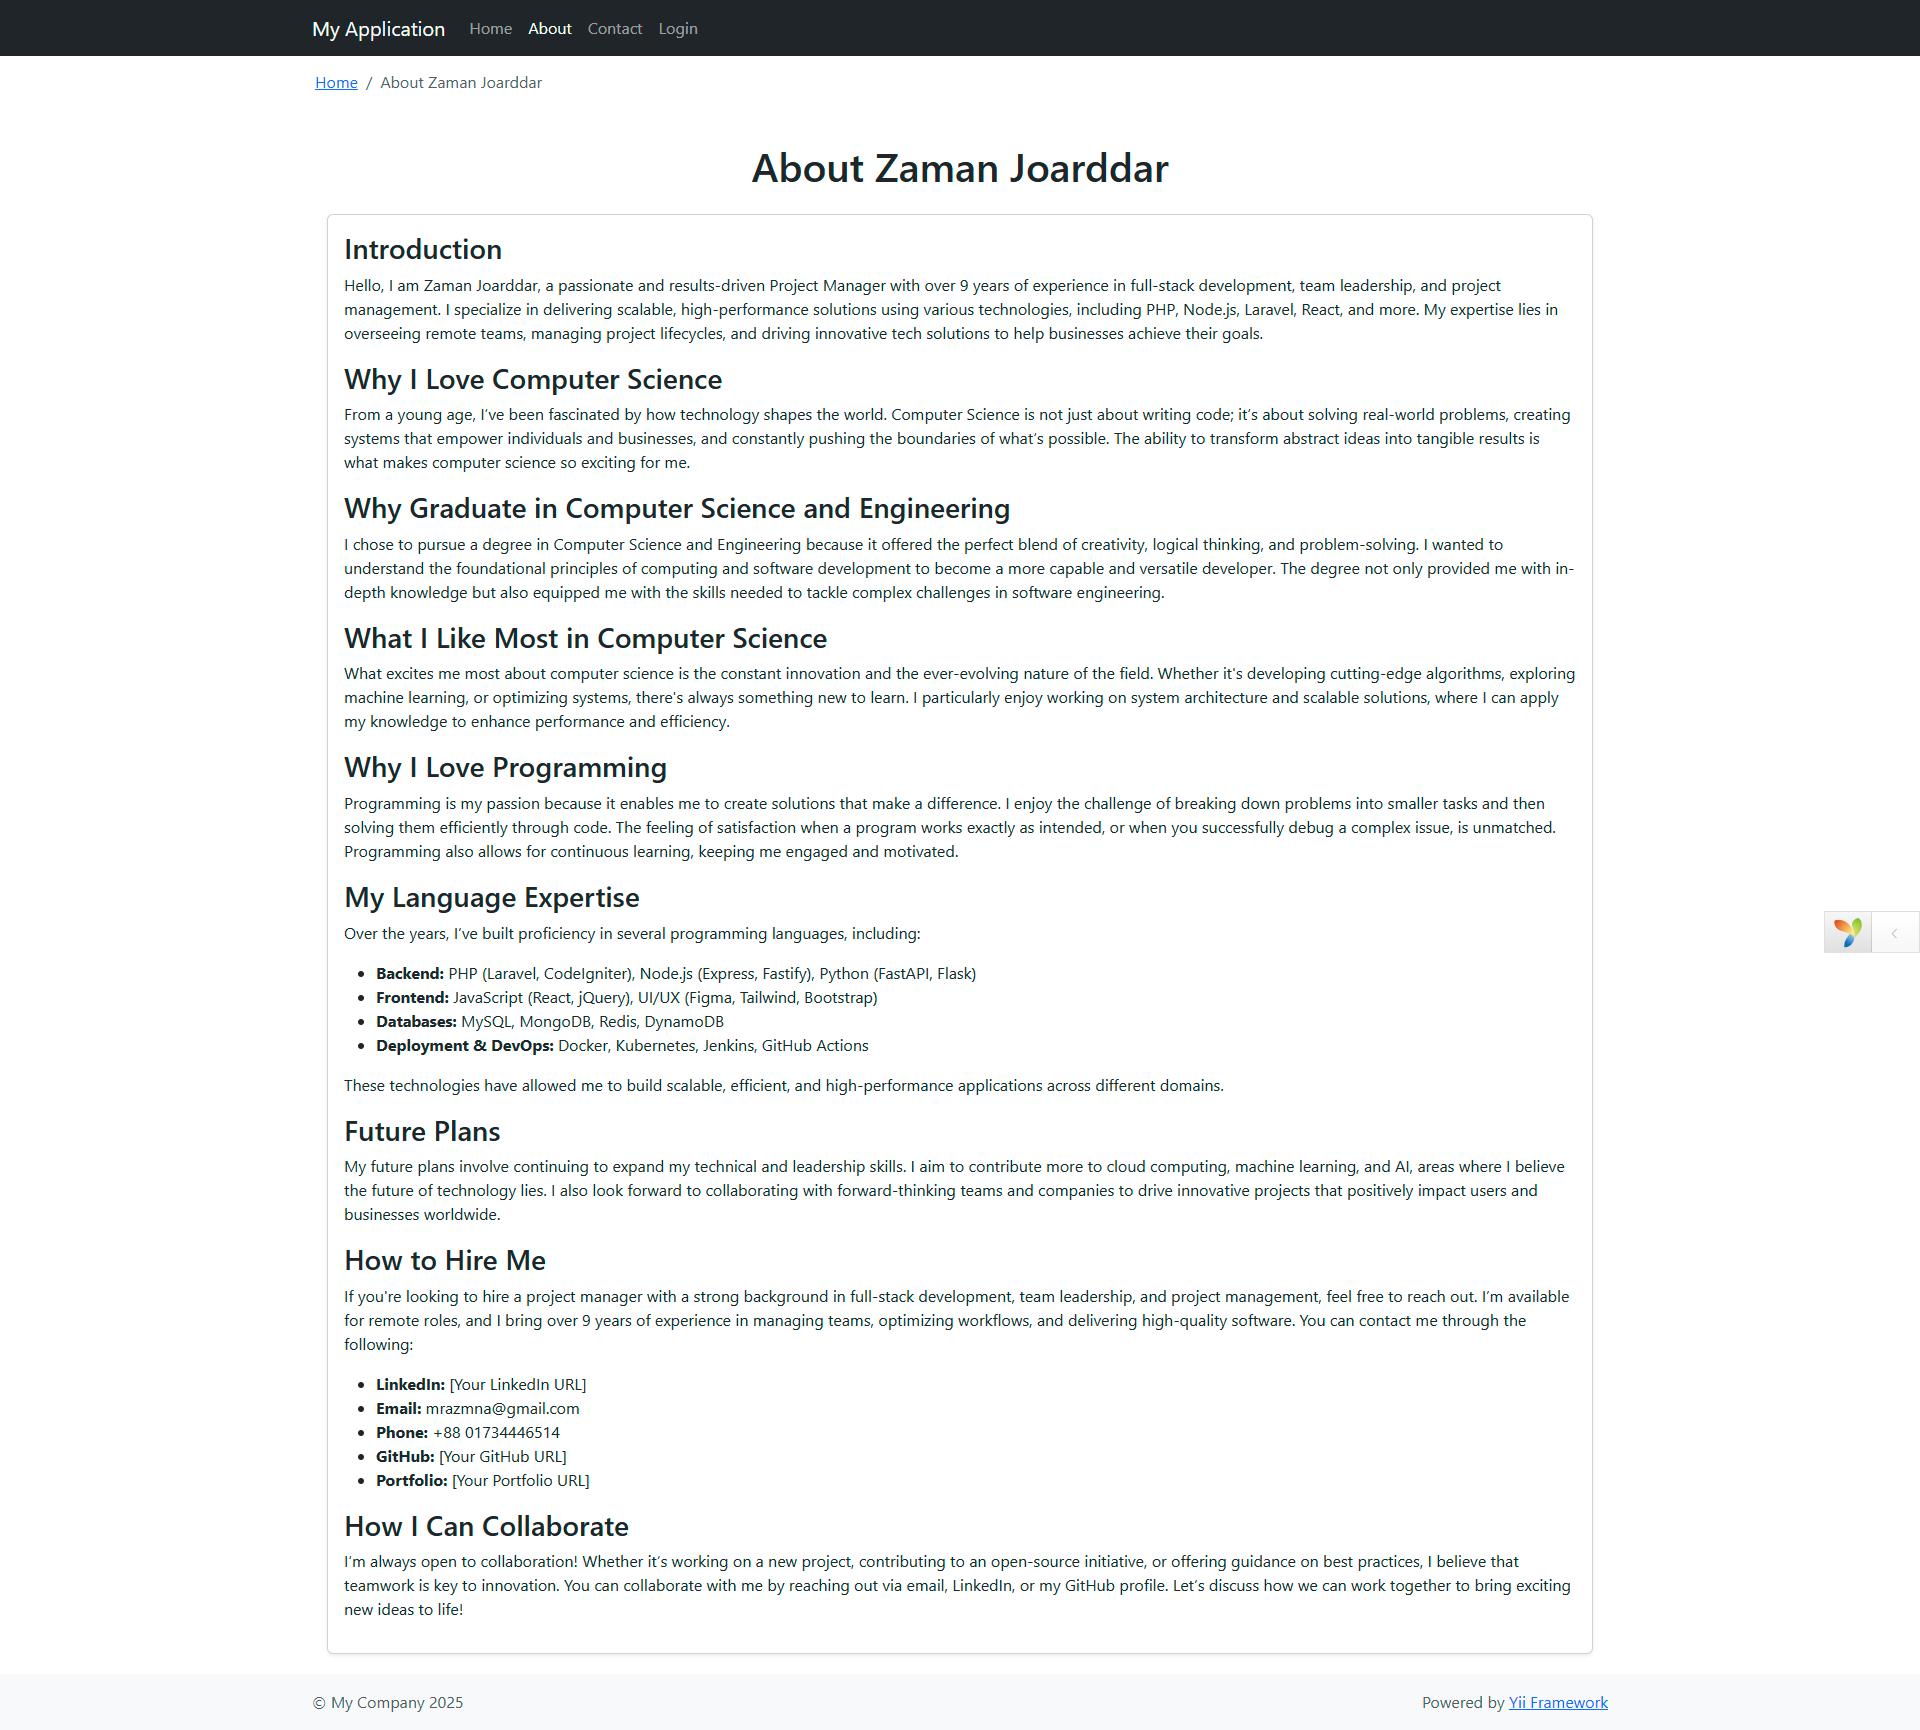 My Application Home About Contact Login
Home / About Zaman Joarddar
About Zaman Joarddar
Introduction
Hello, I am Zaman Joarddar, a passionate and results-driven Project Manager with over 9 years of experience in full-stack development, team leadership, and project
management. I specialize in delivering scalable, high-performance solutions using various technologies, including PHP, Node.js, Laravel, React, and more. My expertise lies in
overseeing remote teams, managing project lifecycles, and driving innovative tech solutions to help businesses achieve their goals.
Why I Love Computer Science
From a young age, I’ve been fascinated by how technology shapes the world. Computer Science is not just about writing code; it’s about solving real-world problems, creating
systems that empower individuals and businesses, and constantly pushing the boundaries of what’s possible. The ability to transform abstract ideas into tangible results is
what makes computer science so exciting for me.
Why Graduate in Computer Science and Engineering
I chose to pursue a degree in Computer Science and Engineering because it offered the perfect blend of creativity, logical thinking, and problem-solving. I wanted to
understand the foundational principles of computing and software development to become a more capable and versatile developer. The degree not only provided me with in-
depth knowledge but also equipped me with the skills needed to tackle complex challenges in software engineering.
What I Like Most in Computer Science
What excites me most about computer science is the constant innovation and the ever-evolving nature of the field. Whether it's developing cutting-edge algorithms, exploring
machine learning, or optimizing systems, there's always something new to learn. I particularly enjoy working on system architecture and scalable solutions, where I can apply
my knowledge to enhance performance and efficiency.
Why I Love Programming
Programming is my passion because it enables me to create solutions that make a difference. I enjoy the challenge of breaking down problems into smaller tasks and then
solving them efficiently through code. The feeling of satisfaction when a program works exactly as intended, or when you successfully debug a complex issue, is unmatched.
Programming also allows for continuous learning, keeping me engaged and motivated.
My Language Expertise
Over the years, I’ve built proficiency in several programming languages, including:
• Backend: PHP (Laravel, CodeIgniter), Node.js (Express, Fastify), Python (FastAPI, Flask)
• Frontend: JavaScript (React, jQuery), UI/UX (Figma, Tailwind, Bootstrap)
• Databases: MySQL, MongoDB, Redis, DynamoDB
• Deployment & DevOps: Docker, Kubernetes, Jenkins, GitHub Actions
These technologies have allowed me to build scalable, efficient, and high-performance applications across different domains.
Future Plans
My future plans involve continuing to expand my technical and leadership skills. I aim to contribute more to cloud computing, machine learning, and AI, areas where I believe
the future of technology lies. I also look forward to collaborating with forward-thinking teams and companies to drive innovative projects that positively impact users and
businesses worldwide.
How to Hire Me
If you're looking to hire a project manager with a strong background in full-stack development, team leadership, and project management, feel free to reach out. I’m available
for remote roles, and I bring over 9 years of experience in managing teams, optimizing workflows, and delivering high-quality software. You can contact me through the
following:
• LinkedIn: [Your LinkedIn URL]
• Email: mrazmna@gmail.com
• Phone: +88 01734446514
• GitHub: [Your GitHub URL]
• Portfolio: [Your Portfolio URL]
How I Can Collaborate
I’m always open to collaboration! Whether it’s working on a new project, contributing to an open-source initiative, or offering guidance on best practices, I believe that
teamwork is key to innovation. You can collaborate with me by reaching out via email, LinkedIn, or my GitHub profile. Let’s discuss how we can work together to bring exciting
new ideas to life!
© My Company 2025 Powered by Yii Framework